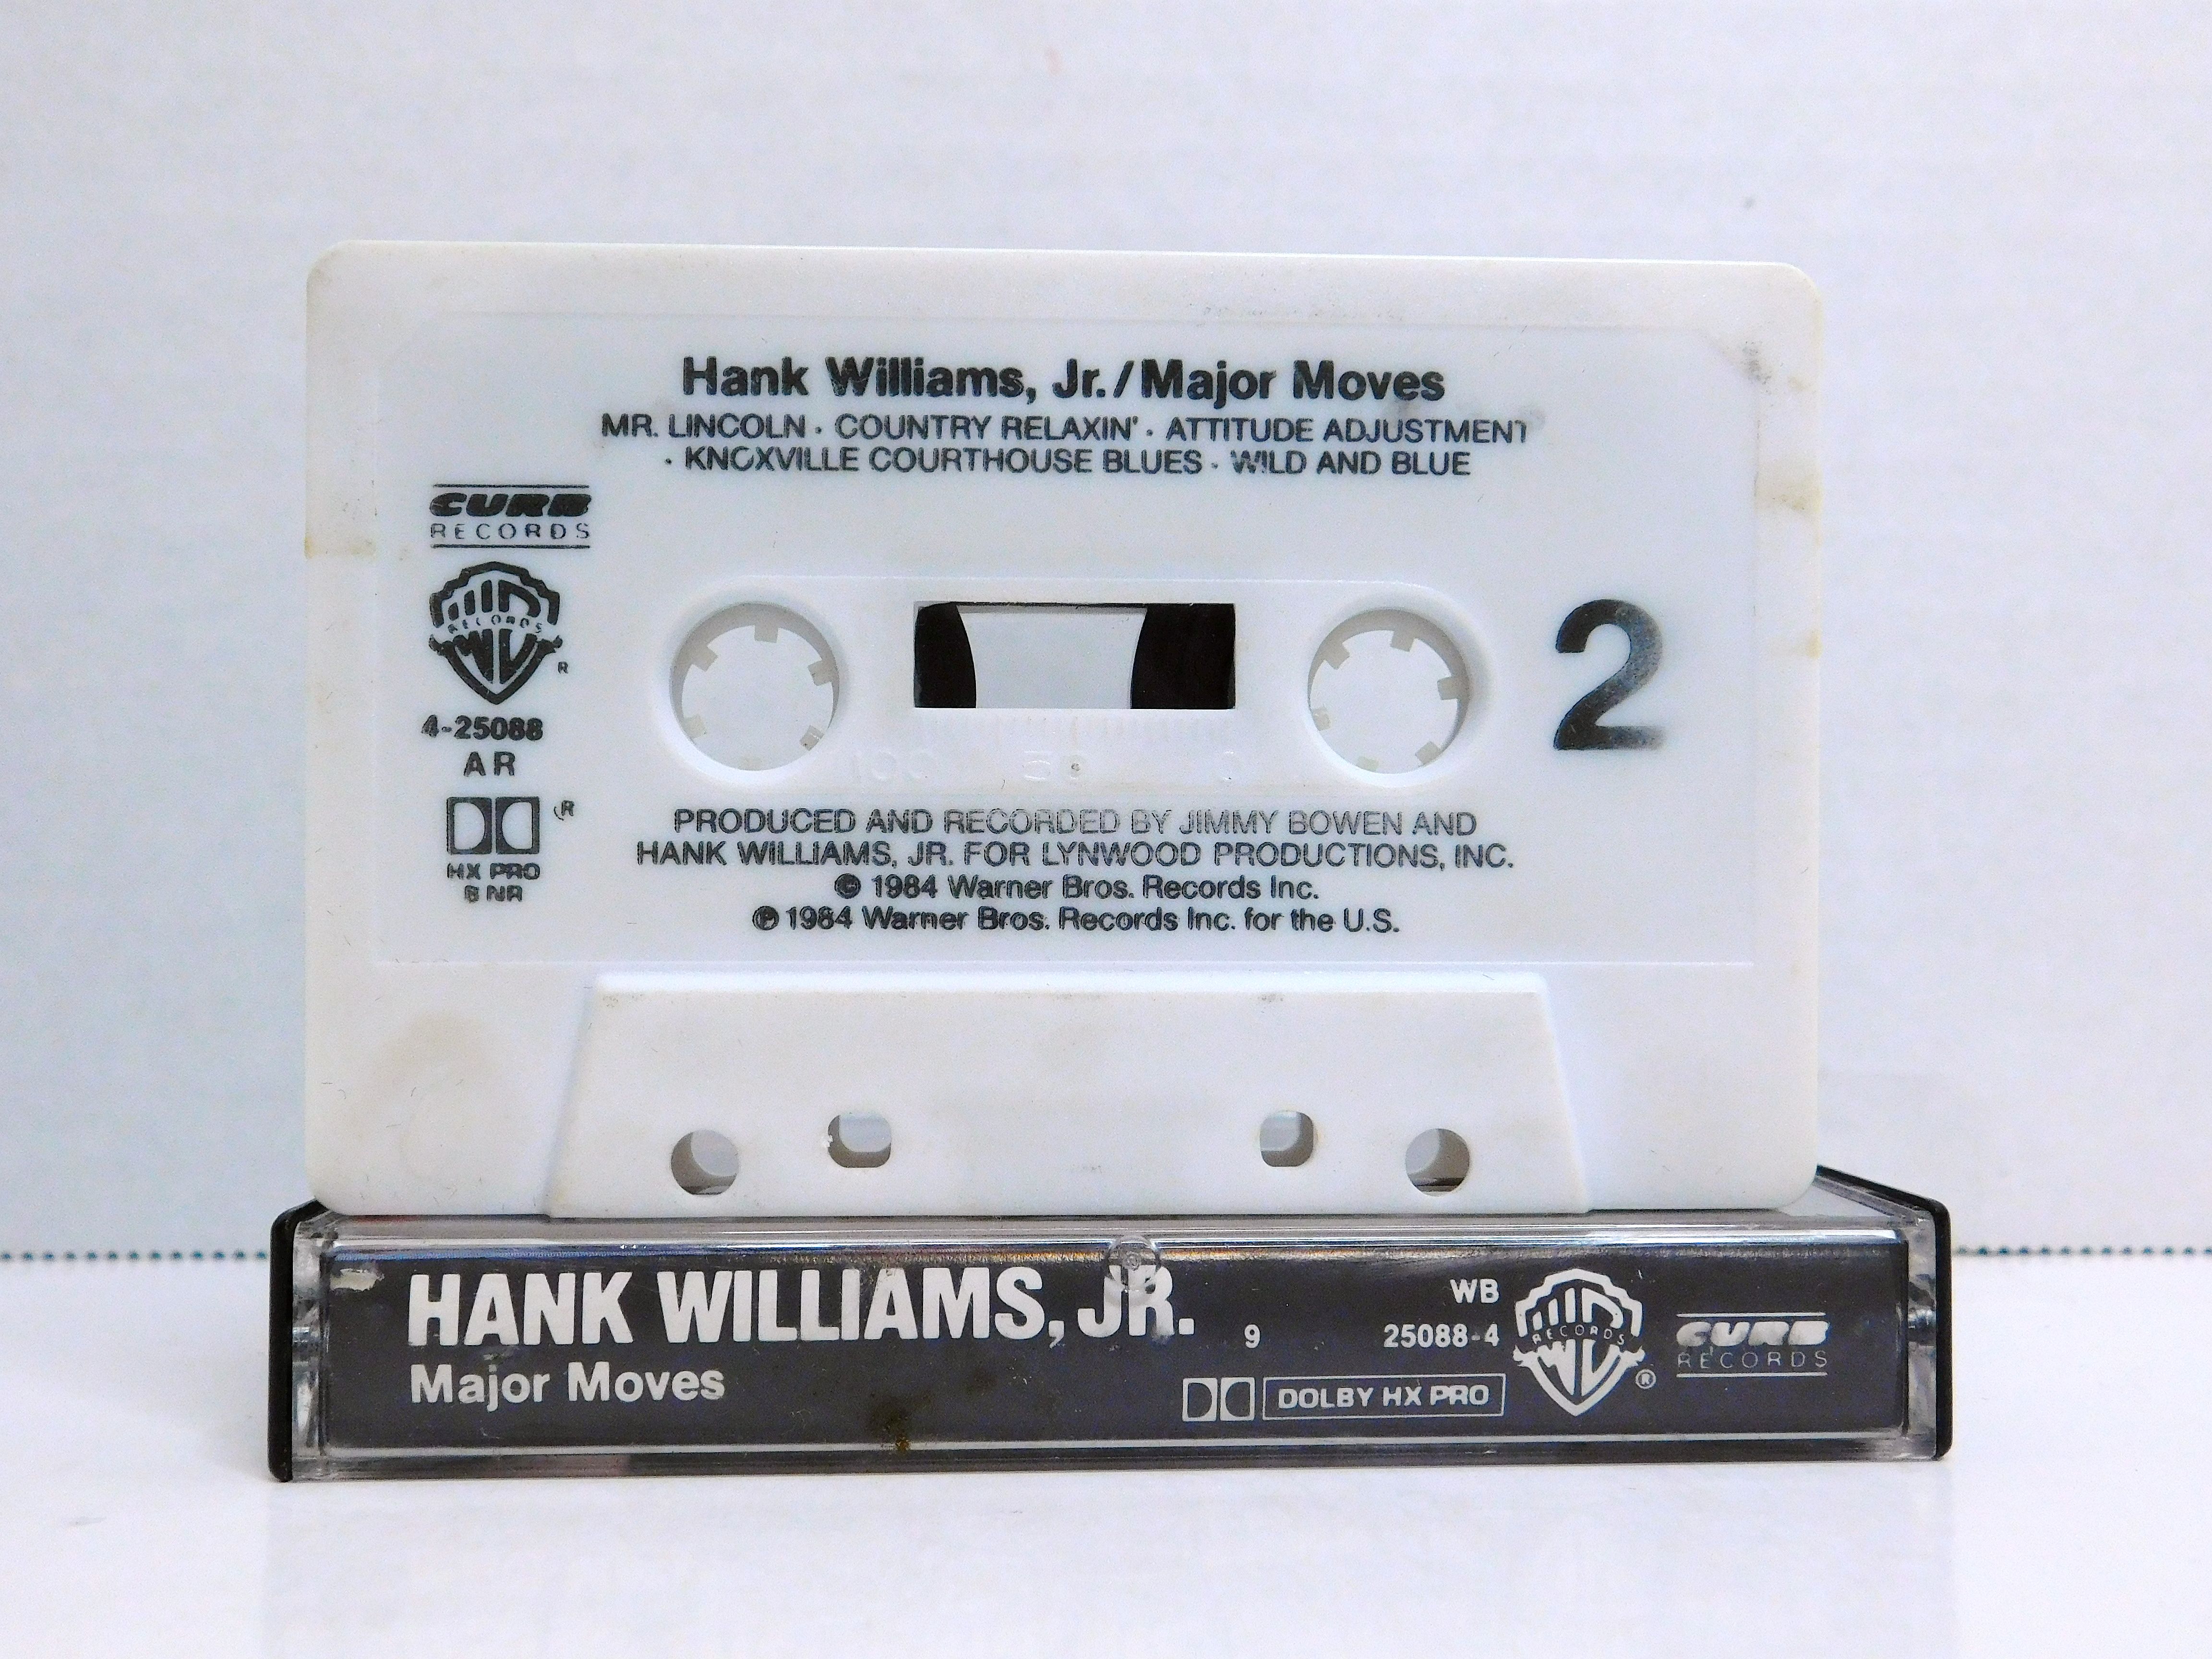 Hank Williams, Jr./Major Moves
MR. LINCOLN · COUNTRY RELAXIN' · ATTITUDE ADJUSTMENT
· KNOXVILLE COURTHOUSE BLUES · WILD AND BLUE
CURB
RECORDS
WB
RECORDS
®
4-25088
AR
®
HX PRO
B NR
2
PRODUCED AND RECORDED BY JIMMY BOWEN AND
HANK WILLIAMS, JR. FOR LYNWOOD PRODUCTIONS, INC.
© 1984 Warner Bros. Records Inc.
℗ 1984 Warner Bros. Records Inc. for the U.S.
HANK WILLIAMS, JR.
Major Moves
9
WB
25088-4
DOLBY HX PRO
WB
RECORDS
®
CURB
RECORDS